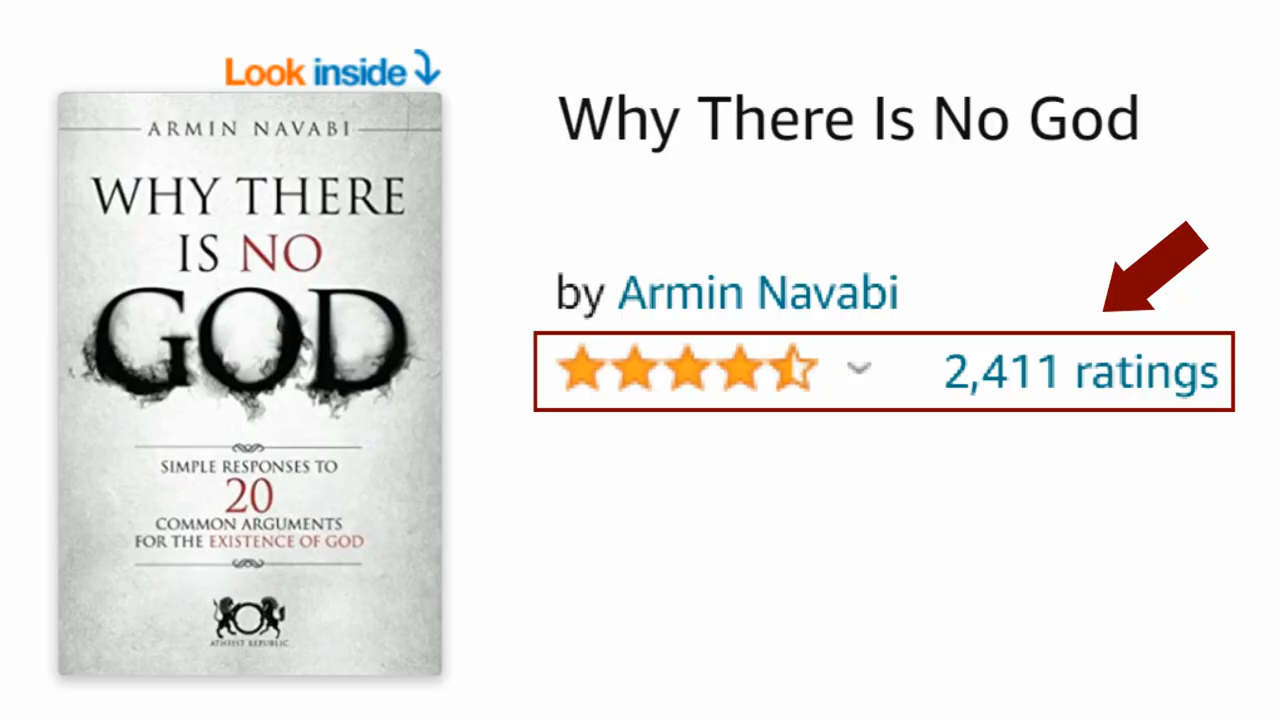 Look inside
ARMIN NAVABI
WHY THERE
IS NO
GOD
SIMPLE RESPONSES TO
20
COMMON ARGUMENTS
FOR THE EXISTENCE OF GOD
ATHEIST REPUBLIC
Why There Is No God
by Armin Navabi
2,411 ratings